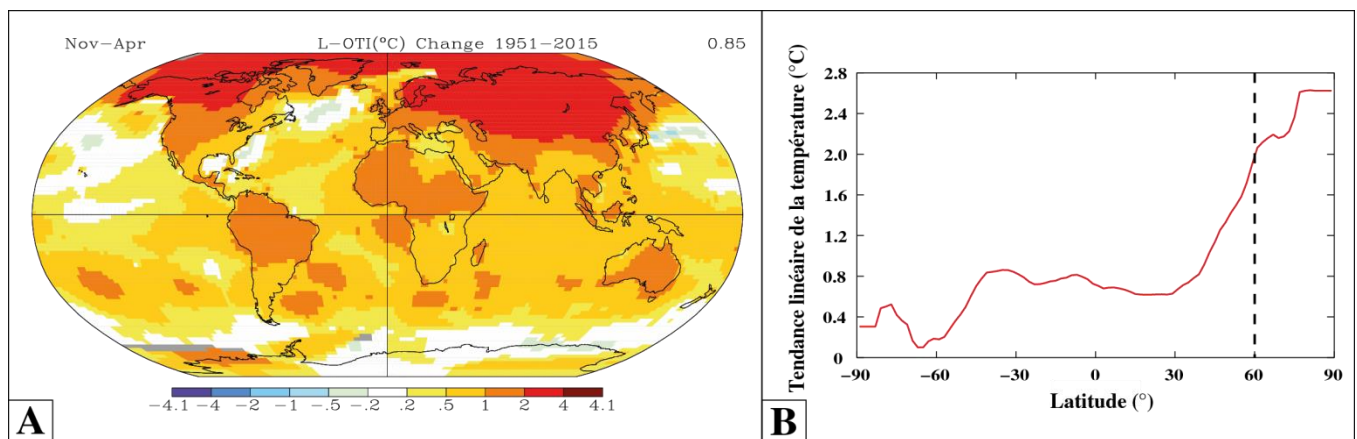 Nov-Apr L-OTI(°C) Change 1951-2015 0.85
-4.1 -4 -2 -1 -.5 -.2 .2 .5 1 2 4 4.1
A
Tendance linéaire de la température (°C)
2.8
2.4
2.0
1.6
1.2
0.8
0.4
0
-90 -60 -30 0 30 60 90
Latitude (°)
B